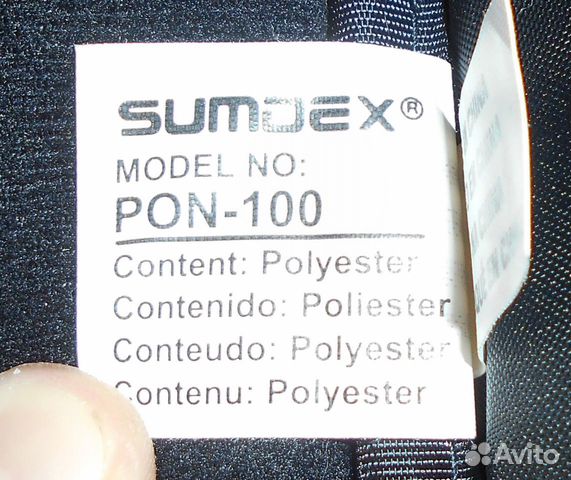 SUMDEX®
MODEL NO:
PON-100
Content: Polyester
Contenido: Poliester
Conteudo: Polyester
Contenu: Polyester
Avito